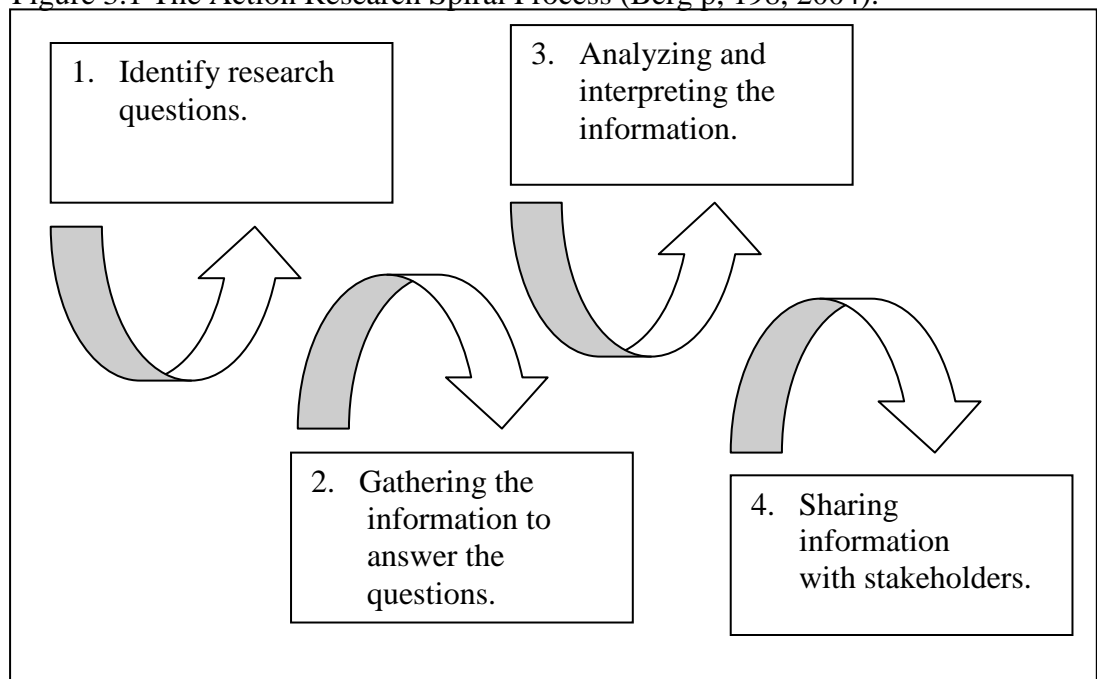 Figure 3.1 The Action Research Spiral Process (Berg p, 198, 2004).
1. Identify research
questions.
2. Gathering the
information to
answer the
questions.
3. Analyzing and
interpreting the
information.
4. Sharing
information
with stakeholders.